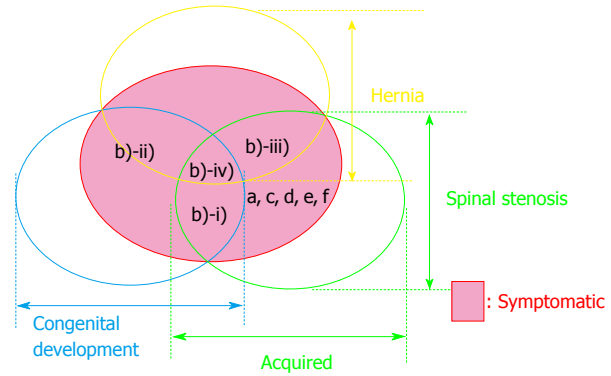 Hernia
b)-ii)
b)-iii)
b)-iv)
a, c, d, e, f
Spinal stenosis
b)-i)
: Symptomatic
Congenital
development
Acquired